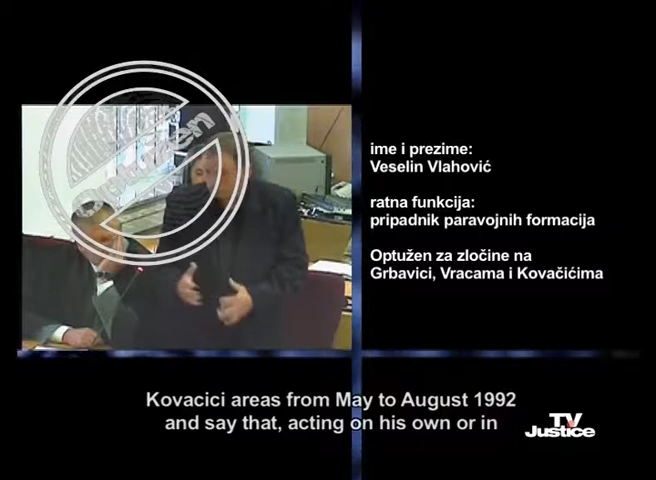 Optužen
ime i prezime:
Veselin Vlahović
ratna funkcija:
pripadnik paravojnih formacija
Optužen za zločine na
Grbavici, Vracama i Kovačićima
Kovacici areas from May to August 1992
and say that, acting on his own or in
TV
Justice